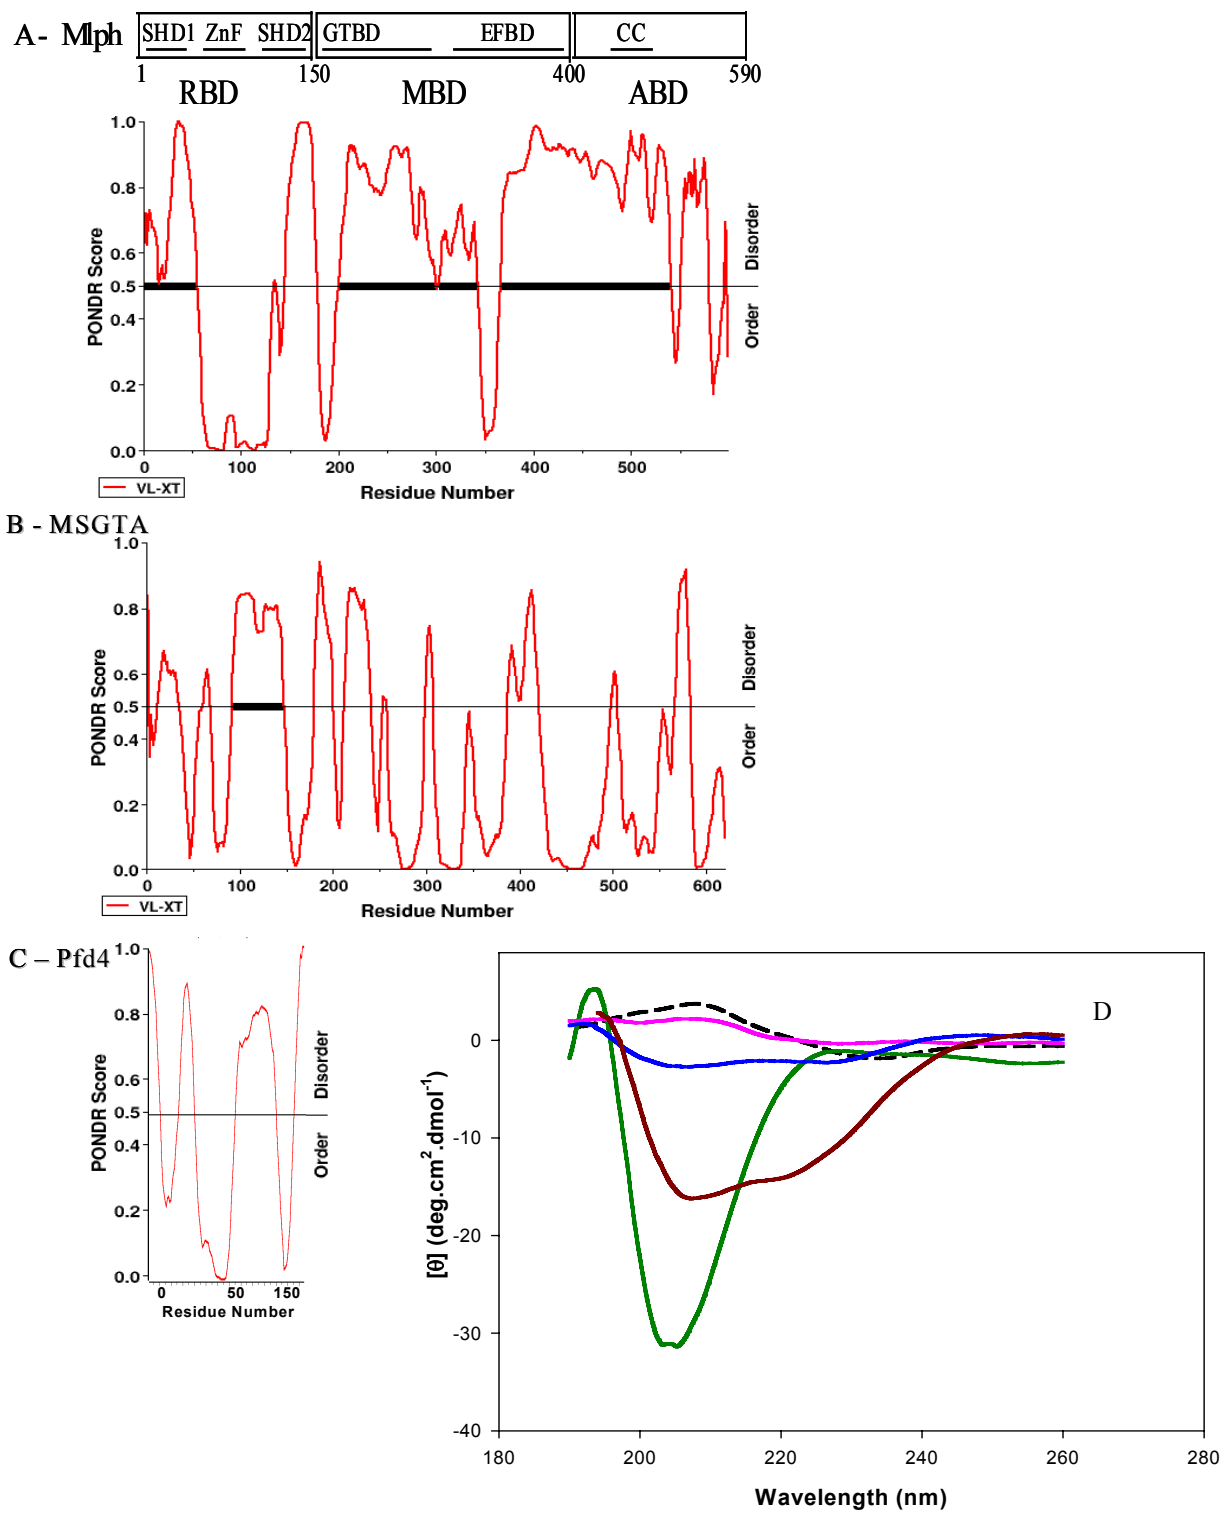 A- Mlph
SHD1 ZnF SHD2 GTBD EFBD CC
1 150 400 590
RBD MBD ABD
1.0
0.8
0.6
0.5
0.4
0.2
0.0
PONDR Score
Disorder
Order
0 100 200 300 400 500
VL-XT
Residue Number
B - MSGTA
1.0
0.8
0.6
0.5
0.4
0.2
0.0
PONDR Score
Disorder
Order
0 100 200 300 400 500 600
VL-XT
Residue Number
C – Pfd4
1.0
0.8
0.6
0.5
0.4
0.2
0.0
PONDR Score
Disorder
Order
0 50 150
Residue Number
D
0
-10
-20
-30
-40
[θ] (deg.cm².dmol⁻¹)
180 200 220 240 260 280
Wavelength (nm)